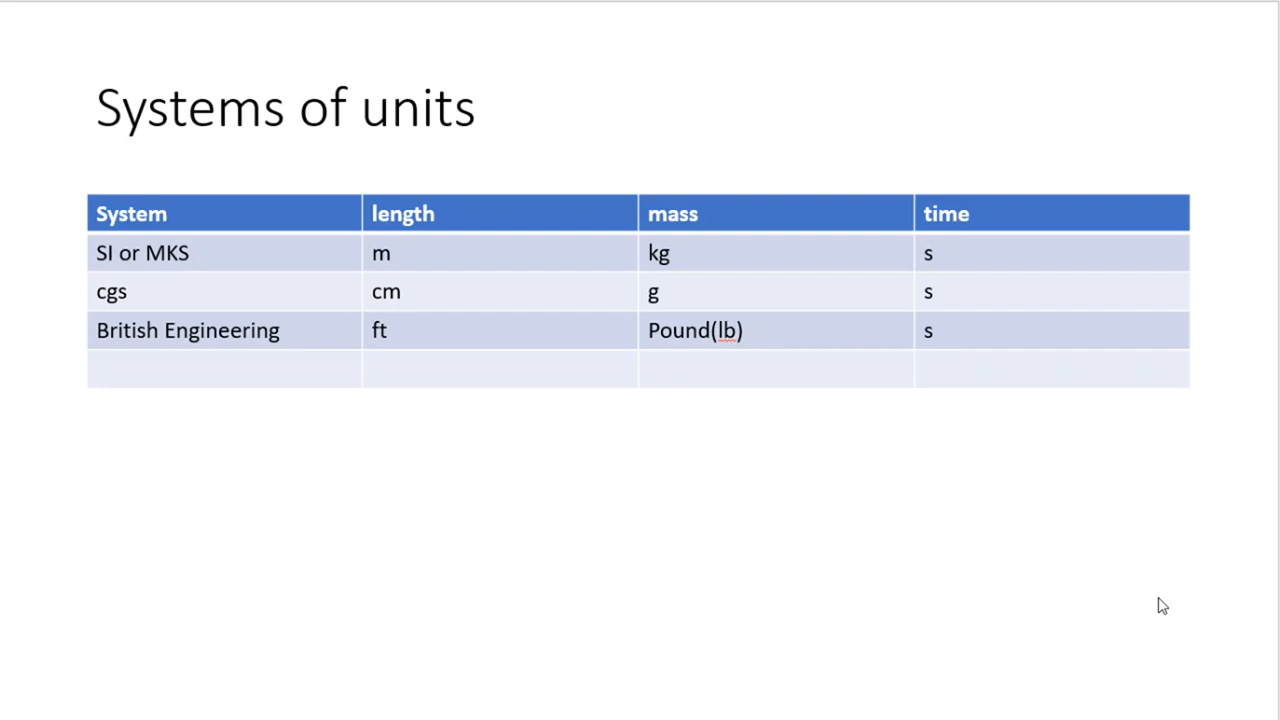 Systems of units
System length mass time
SI or MKS m kg s
cgs cm g s
British Engineering ft Pound(lb) s